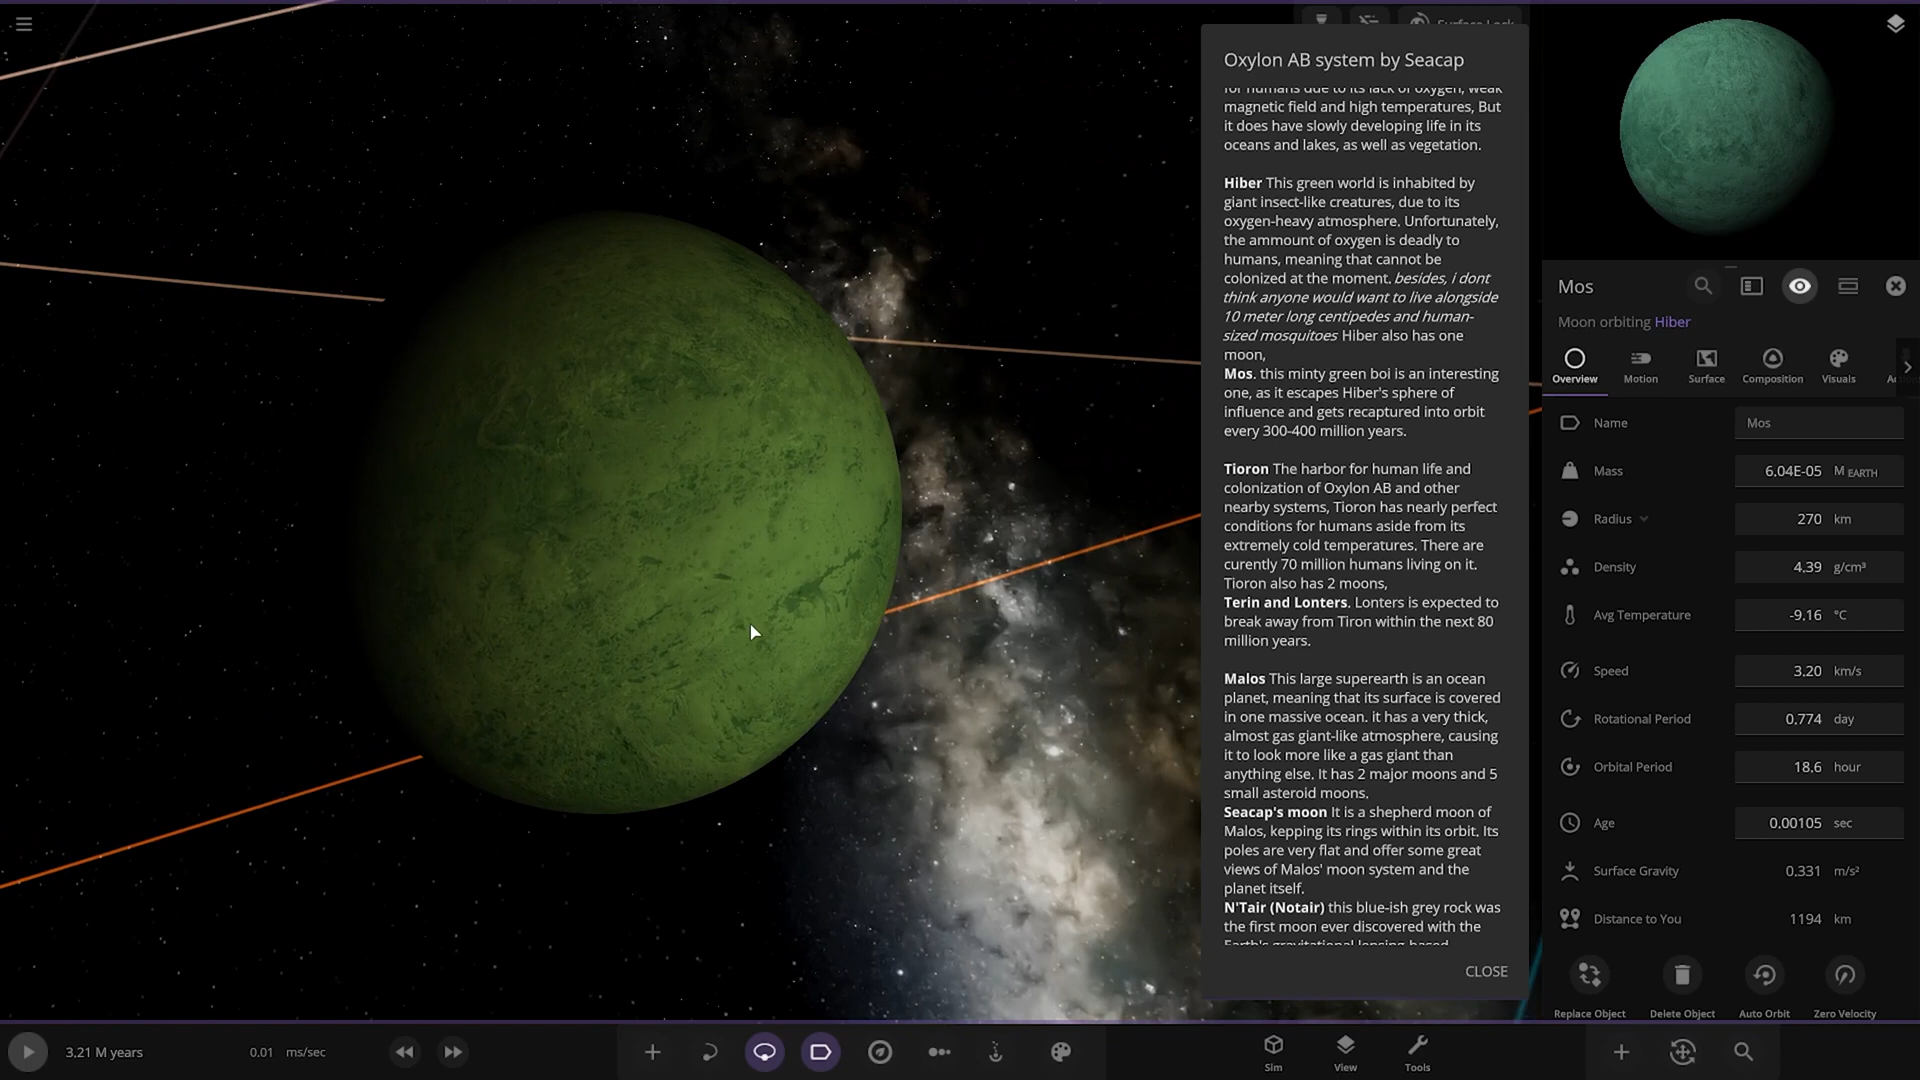 Surface Lock
Oxylon AB system by Seacap
for humans due to its lack of oxygen, weak
magnetic field and high temperatures, But
it does have slowly developing life in its
oceans and lakes, as well as vegetation.
Hiber This green world is inhabited by
giant insect-like creatures, due to its
oxygen-heavy atmosphere. Unfortunately,
the ammount of oxygen is deadly to
humans, meaning that cannot be
colonized at the moment. besides, i dont
think anyone would want to live alongside
10 meter long centipedes and human-
sized mosquitoes Hiber also has one
moon,
Mos. this minty green boi is an interesting
one, as it escapes Hiber's sphere of
influence and gets recaptured into orbit
every 300-400 million years.
Tioron The harbor for human life and
colonization of Oxylon AB and other
nearby systems, Tioron has nearly perfect
conditions for humans aside from its
extremely cold temperatures. There are
curently 70 million humans living on it.
Tioron also has 2 moons,
Terin and Lonters. Lonters is expected to
break away from Tiron within the next 80
million years.
Malos This large superearth is an ocean
planet, meaning that its surface is covered
in one massive ocean. it has a very thick,
almost gas giant-like atmosphere, causing
it to look more like a gas giant than
anything else. It has 2 major moons and 5
small asteroid moons.
Seacap's moon It is a shepherd moon of
Malos, kepping its rings within its orbit. Its
poles are very flat and offer some great
views of Malos' moon system and the
planet itself.
N'Tair (Notair) this blue-ish grey rock was
the first moon ever discovered with the
Earth's gravitational lensing-based
CLOSE
Mos
Moon orbiting Hiber
Overview Motion Surface Composition Visuals
Name Mos
Mass 6.04E-05 M EARTH
Radius 270 km
Density 4.39 g/cm³
Avg Temperature -9.16 °C
Speed 3.20 km/s
Rotational Period 0.774 day
Orbital Period 18.6 hour
Age 0.00105 sec
Surface Gravity 0.331 m/s²
Distance to You 1194 km
Replace Object Delete Object Auto Orbit Zero Velocity
3.21 M years 0.01 ms/sec
Sim View Tools